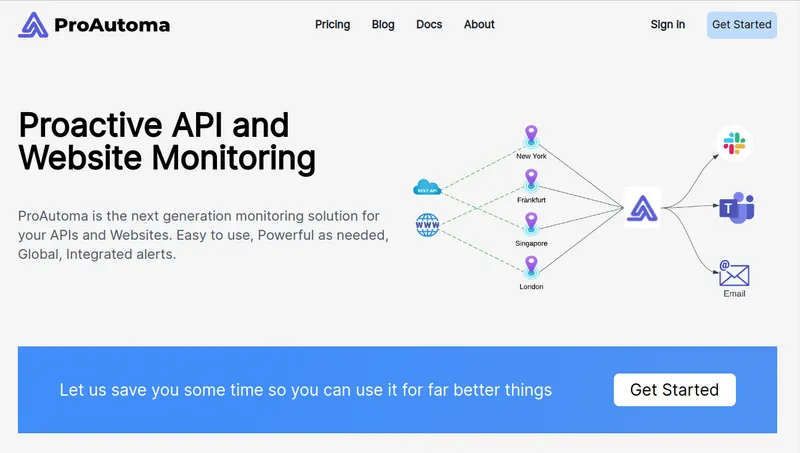 ProAutoma
Pricing
Blog
Docs
About
Sign in
Get Started
Proactive API and
Website Monitoring
ProAutoma is the next generation monitoring solution for
your APIs and Websites. Easy to use, Powerful as needed,
Global, Integrated alerts.
REST-API
WWW
New York
Frankfurt
Singapore
London
T
@
Email
Let us save you some time so you can use it for far better things
Get Started